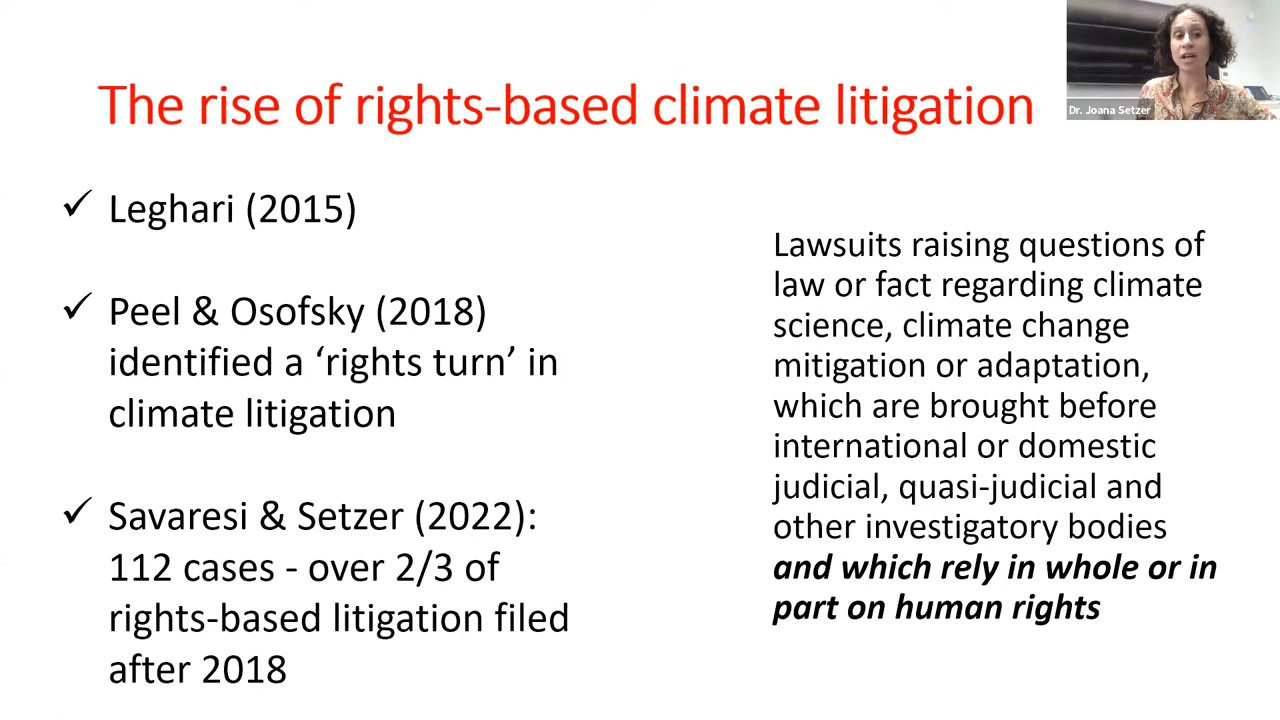 The rise of rights-based climate litigation
Dr. Joana Setzer
✓ Leghari (2015)
✓ Peel & Osofsky (2018)
identified a ‘rights turn’ in
climate litigation
✓ Savaresi & Setzer (2022):
112 cases - over 2/3 of
rights-based litigation filed
after 2018
Lawsuits raising questions of
law or fact regarding climate
science, climate change
mitigation or adaptation,
which are brought before
international or domestic
judicial, quasi-judicial and
other investigatory bodies
and which rely in whole or in
part on human rights